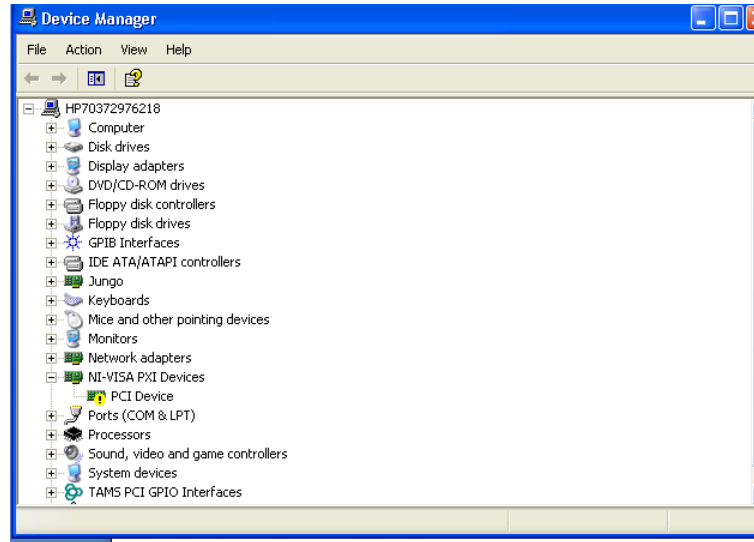 Device Manager
File Action View Help
HP70372976218
Computer
Disk drives
Display adapters
DVD/CD-ROM drives
Floppy disk controllers
Floppy disk drives
GPIB Interfaces
IDE ATA/ATAPI controllers
Jungo
Keyboards
Mice and other pointing devices
Monitors
Network adapters
NI-VISA PXI Devices
PCI Device
Ports (COM & LPT)
Processors
Sound, video and game controllers
System devices
TAMS PCI GPIO Interfaces